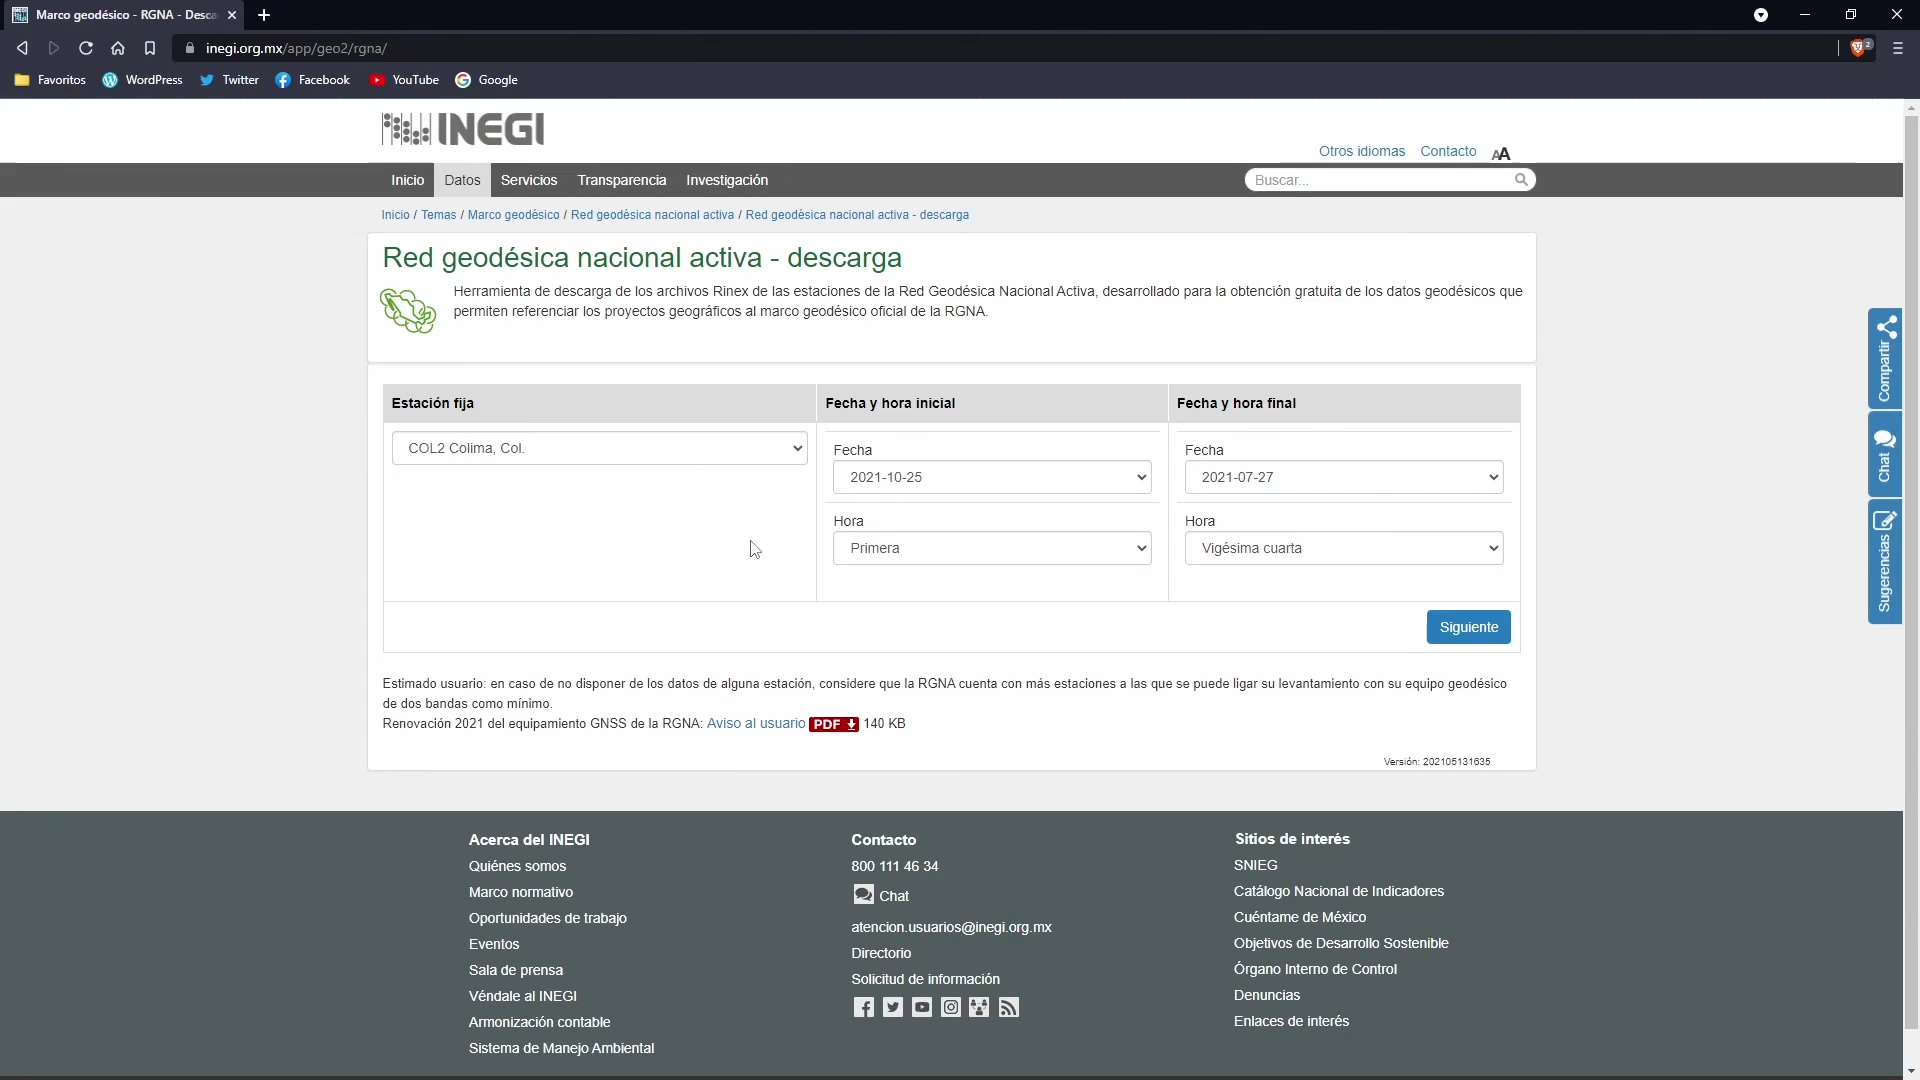 Marco geodésico - RGNA - Desca
inegi.org.mx/app/geo2/rgna/
2
Favoritos WordPress Twitter Facebook YouTube Google
INEGI
Otros idiomas Contacto AA
Inicio Datos Servicios Transparencia Investigación Buscar...
Inicio / Temas / Marco geodésico / Red geodésica nacional activa / Red geodésica nacional activa - descarga
Red geodésica nacional activa - descarga
Herramienta de descarga de los archivos Rinex de las estaciones de la Red Geodésica Nacional Activa, desarrollado para la obtención gratuita de los datos geodésicos que
permiten referenciar los proyectos geográficos al marco geodésico oficial de la RGNA.
Compartir
Chat
Sugerencias
Estación fija Fecha y hora inicial Fecha y hora final
COL2 Colima, Col.
Fecha Fecha
2021-10-25 2021-07-27
Hora Hora
Primera Vigésima cuarta
Siguiente
Estimado usuario: en caso de no disponer de los datos de alguna estación, considere que la RGNA cuenta con más estaciones a las que se puede ligar su levantamiento con su equipo geodésico
de dos bandas como mínimo.
Renovación 2021 del equipamiento GNSS de la RGNA: Aviso al usuario PDF 140 KB
Versión: 202105131635
Acerca del INEGI
Quiénes somos
Marco normativo
Oportunidades de trabajo
Eventos
Sala de prensa
Véndale al INEGI
Armonización contable
Sistema de Manejo Ambiental
Contacto
800 111 46 34
Chat
atencion.usuarios@inegi.org.mx
Directorio
Solicitud de información
Sitios de interés
SNIEG
Catálogo Nacional de Indicadores
Cuéntame de México
Objetivos de Desarrollo Sostenible
Órgano Interno de Control
Denuncias
Enlaces de interés